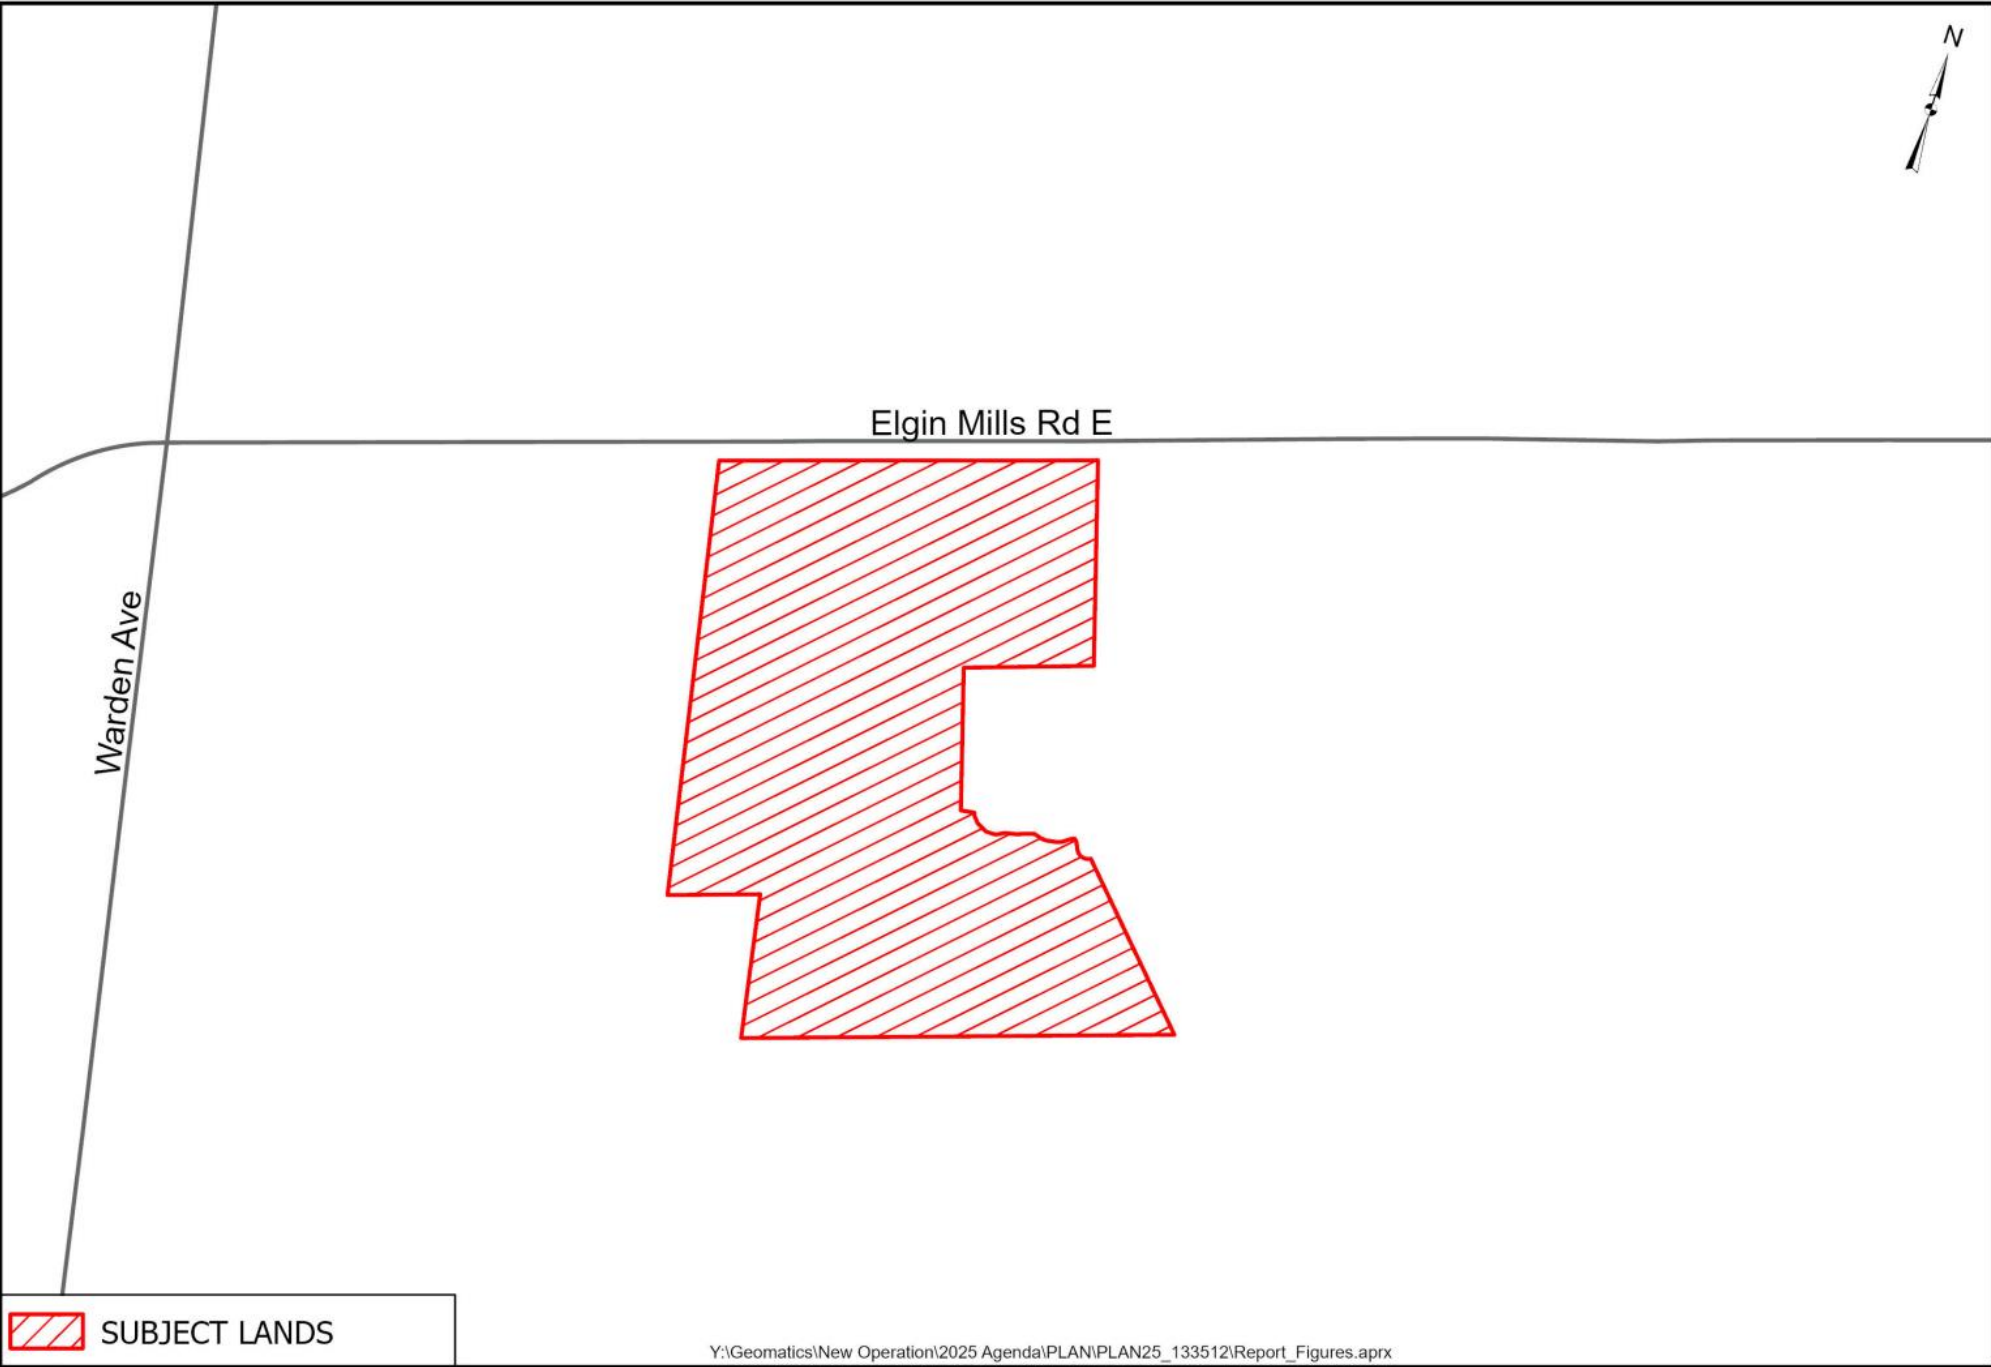 N
Elgin Mills Rd E
Warden Ave
SUBJECT LANDS
Y:\Geomatics\New Operation\2025 Agenda\PLAN\PLAN25_133512\Report_Figures.aprx